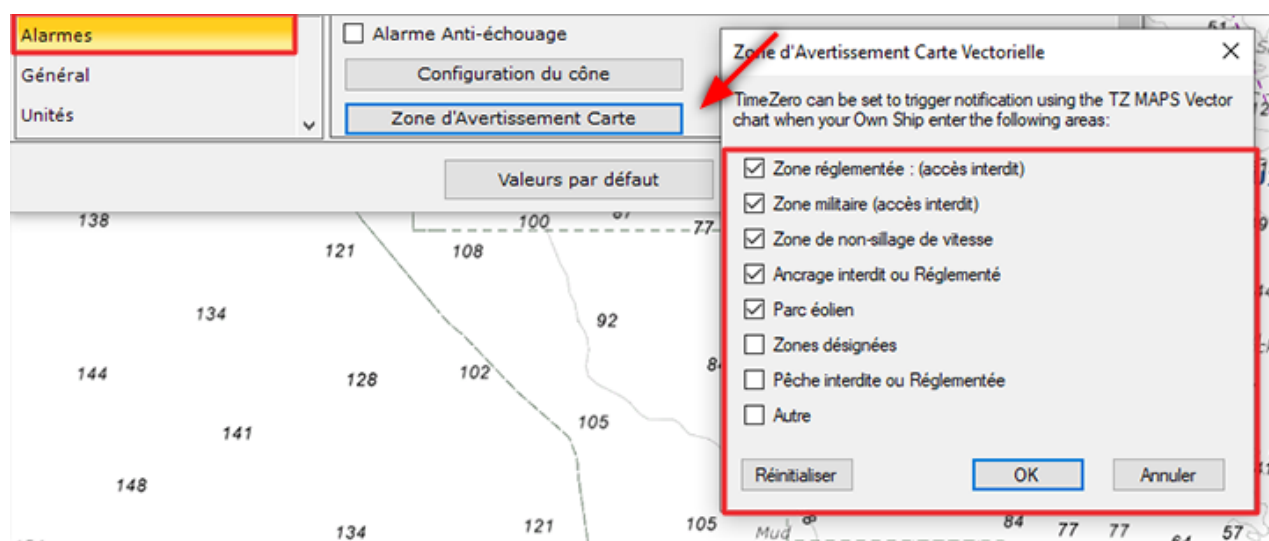 Alarmes
Général
Unités
Alarme Anti-échouage
Configuration du cône
Zone d'Avertissement Carte
Valeurs par défaut
Zone d'Avertissement Carte Vectorielle
TimeZero can be set to trigger notification using the TZ MAPS Vector
chart when your Own Ship enter the following areas:
Zone réglementée : (accès interdit)
Zone militaire (accès interdit)
Zone de non-sillage de vitesse
Ancrage interdit ou Réglementé
Parc éolien
Zones désignées
Pêche interdite ou Réglementée
Autre
Réinitialiser OK Annuler
138 100 77
121 108
134 92
144 128 102
105
141
148
134 121 105 Mud 84 77 77 57